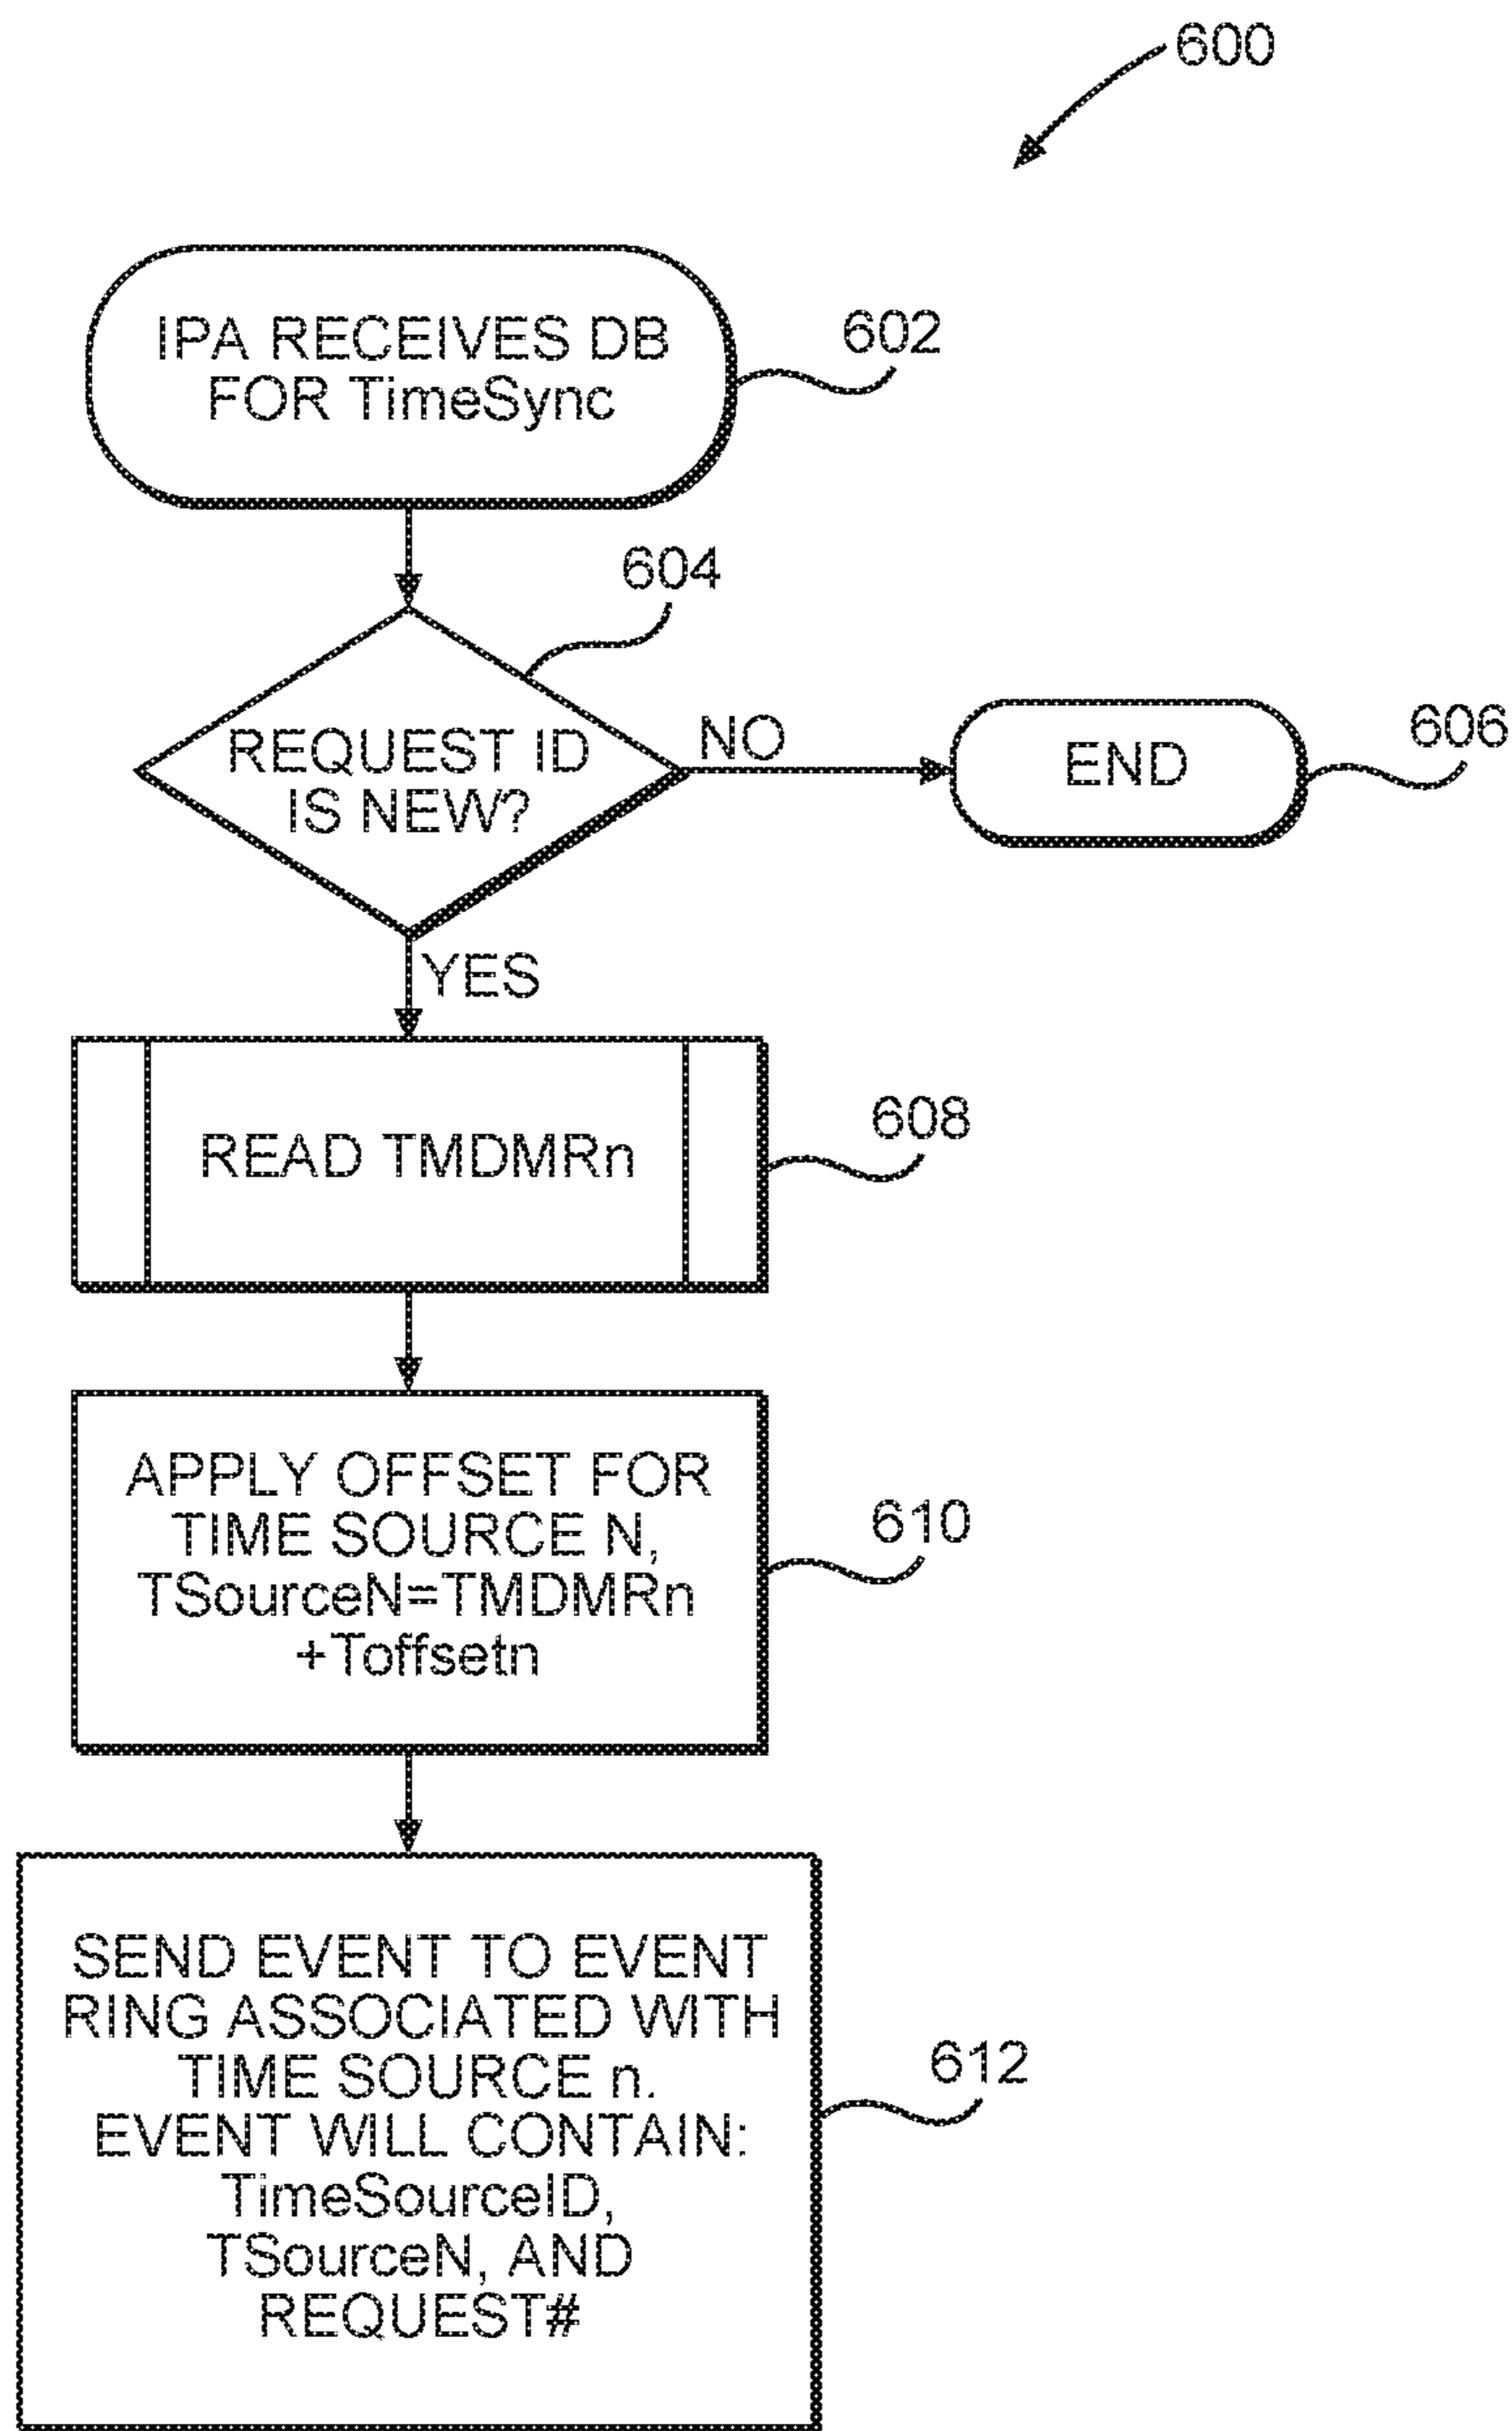 600
IPA RECEIVES DB
FOR TimeSync
602
604
REQUEST ID
IS NEW?
NO
END
606
YES
READ TMDMRn
608
APPLY OFFSET FOR
TIME SOURCE N,
TSourceN=TMDMRn
+Toffsetn
610
SEND EVENT TO EVENT
RING ASSOCIATED WITH
TIME SOURCE n.
EVENT WILL CONTAIN:
TimeSourceID,
TSourceN, AND
REQUEST#
612